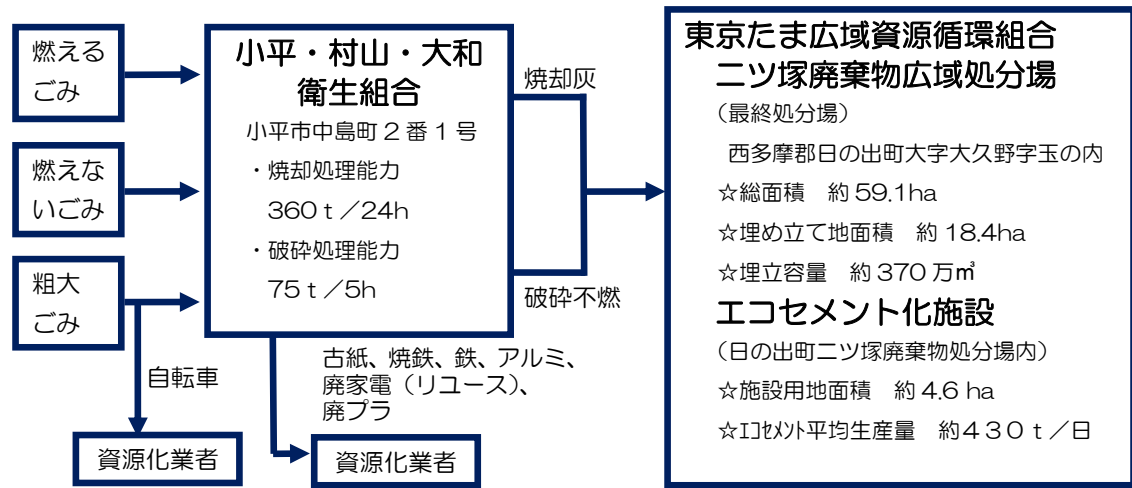 燃える
ごみ
燃えな
いごみ
粗大
ごみ
自転車
資源化業者
小平・村山・大和
衛生組合
小平市中島町２番１号
・焼却処理能力
360ｔ／24h
・破砕処理能力
75ｔ／5h
古紙、焼鉄、鉄、アルミ、
廃家電（リユース）、
廃プラ
資源化業者
焼却灰
破砕不燃
東京たま広域資源循環組合
二ツ塚廃棄物広域処分場
（最終処分場）
西多摩郡日の出町大字大久野字玉の内
☆総面積　約59.1ha
☆埋め立て地面積　約18.4ha
☆埋立容量　約370万㎥
エコセメント化施設
（日の出町二ツ塚廃棄物処分場内）
☆施設用地面積　約4.6 ha
☆ｴｺｾﾒﾝﾄ平均生産量　約４３０ｔ／日